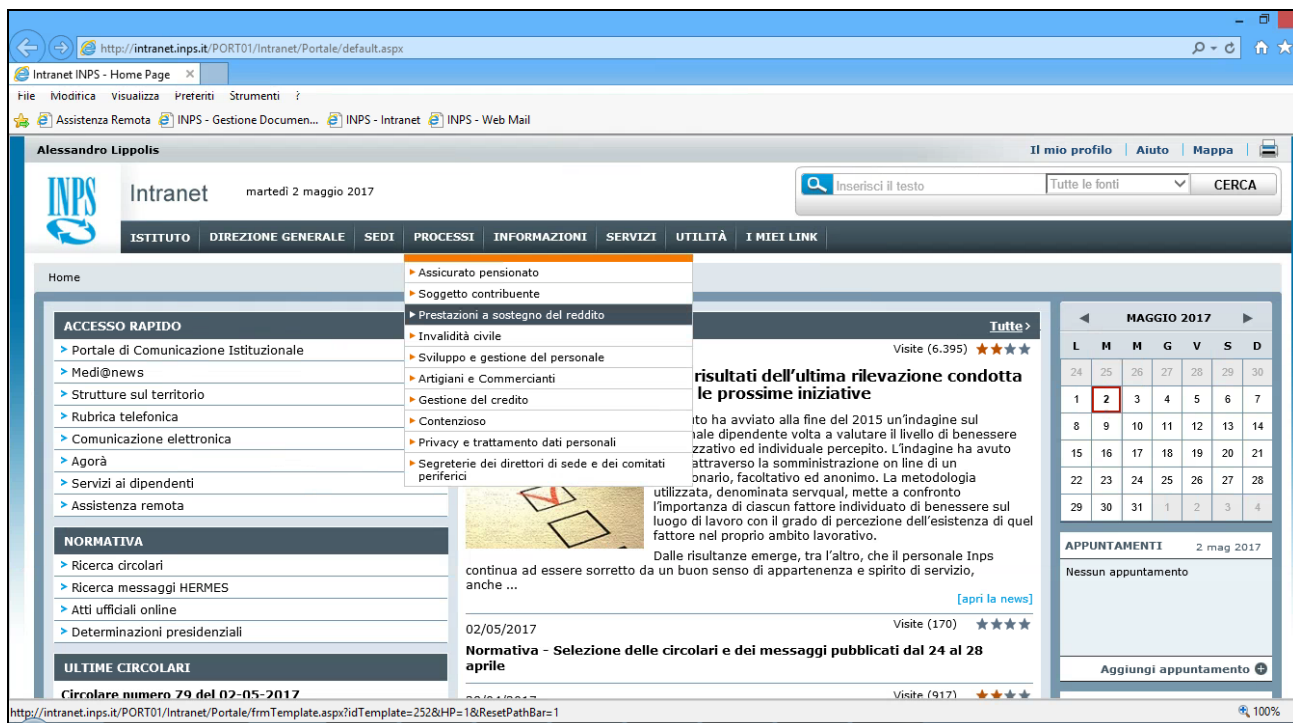 http://intranet.inps.it/PORT01/Intranet/Portale/default.aspx
Intranet INPS - Home Page
File Modifica Visualizza Preferiti Strumenti ?
Assistenza Remota INPS - Gestione Documen... INPS - Intranet INPS - Web Mail
Alessandro Lippolis
Il mio profilo Aiuto Mappa
INPS
Intranet
martedì 2 maggio 2017
Inserisci il testo
Tutte le fonti
CERCA
ISTITUTO DIREZIONE GENERALE SEDI PROCESSI INFORMAZIONI SERVIZI UTILITÀ I MIEI LINK
Home
Assicurato pensionato
Soggetto contribuente
Prestazioni a sostegno del reddito
Invalidità civile
Sviluppo e gestione del personale
Artigiani e Commercianti
Gestione del credito
Contenzioso
Privacy e trattamento dati personali
Segreterie dei direttori di sede e dei comitati
periferici
ACCESSO RAPIDO
> Portale di Comunicazione Istituzionale
> Medi@news
> Strutture sul territorio
> Rubrica telefonica
> Comunicazione elettronica
> Agorà
> Servizi ai dipendenti
> Assistenza remota
NORMATIVA
> Ricerca circolari
> Ricerca messaggi HERMES
> Atti ufficiali online
> Determinazioni presidenziali
ULTIME CIRCOLARI
Circolare numero 79 del 02-05-2017
Tutte >
Visite (6.395)
risultati dell'ultima rilevazione condotta
le prossime iniziative
ha avviato alla fine del 2015 un'indagine sul
dipendente volta a valutare il livello di benessere
ed individuale percepito. L'indagine ha avuto
attraverso la somministrazione on line di un
facoltativo ed anonimo. La metodologia
utilizzata, denominata servqual, mette a confronto
l'importanza di ciascun fattore individuato di benessere sul
luogo di lavoro con il grado di percezione dell'esistenza di quel
fattore nel proprio ambito lavorativo.
Dalle risultanze emerge, tra l'altro, che il personale Inps
continua ad essere sorretto da un buon senso di appartenenza e spirito di servizio,
anche ...
[apri la news]
02/05/2017
Visite (170)
Normativa - Selezione delle circolari e dei messaggi pubblicati dal 24 al 28
aprile
Visite (917)
MAGGIO 2017
L M M G V S D
24 25 26 27 28 29 30
1 2 3 4 5 6 7
8 9 10 11 12 13 14
15 16 17 18 19 20 21
22 23 24 25 26 27 28
29 30 31 1 2 3 4
APPUNTAMENTI 2 mag 2017
Nessun appuntamento
Aggiungi appuntamento
http://intranet.inps.it/PORT01/Intranet/Portale/frmTemplate.aspx?idTemplate=252&HP=1&ResetPathBar=1
100%